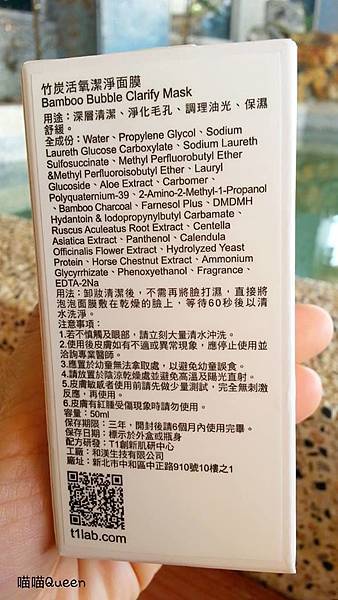 竹炭活氧潔淨面膜
Bamboo Bubble Clarify Mask
用途：深層清潔、淨化毛孔、調理油光、保濕
舒緩。
全成份：Water、Propylene Glycol、Sodium
Laureth Glucose Carboxylate、Sodium Laureth
Sulfosuccinate、Methyl Perfluorobutyl Ether
&Methyl Perfluoroisobutyl Ether、Lauryl
Glucoside、Aloe Extract、Carbomer、
Polyquaternium-39、2-Amino-2-Methyl-1-Propanol
、Bamboo Charcoal、Farnesol Plus、DMDMH
Hydantoin & Iodopropynylbutyl Carbamate、
Ruscus Aculeatus Root Extract、Centella
Asiatica Extract、Panthenol、Calendula
Officinalis Flower Extract、Hydrolyzed Yeast
Protein、Horse Chestnut Extract、Ammonium
Glycyrrhizate、Phenoxyethanol、Fragrance、
EDTA-2Na
用法：卸妝清潔後，不需再將臉打濕，直接將
泡泡面膜敷在乾燥的臉上，等待60秒後以清
水洗淨。
注意事項：
1.若不慎觸及眼部，請立刻大量清水沖洗。
2.使用後皮膚如有不適或異常現象，應停止使用並
洽詢專業醫師。
3.應置於幼童無法拿取處，以避免幼童誤食。
4.請放置於陰涼乾燥處並避免高溫及陽光直射。
5.皮膚敏感者使用前請先做少量測試，完全無刺激
反應，再使用。
6.皮膚有紅腫受傷現象時請勿使用。
容量：50ml
保存期限：三年，開封後請6個月內使用完畢。
保存日期：標示於外盒或瓶身
配方研發：T1創新肌研中心
工廠：和漢生技有限公司
廠址：新北市中和區中正路910號10樓之1
t1lab.com
喵喵Queen